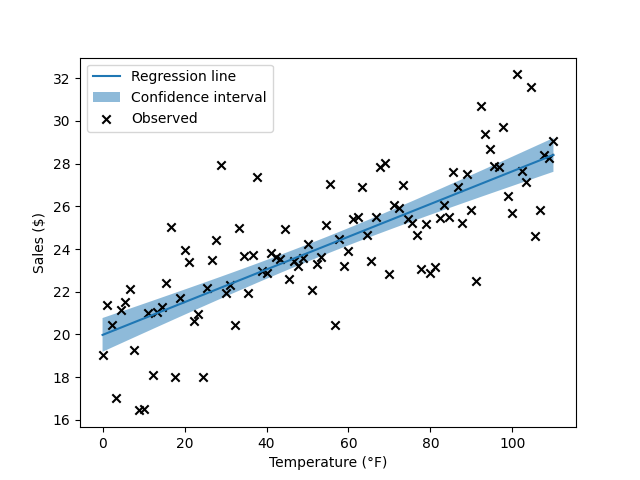 Regression line
Confidence interval
Observed
Sales ($)
32
30
28
26
24
22
20
18
16
0 20 40 60 80 100
Temperature (°F)